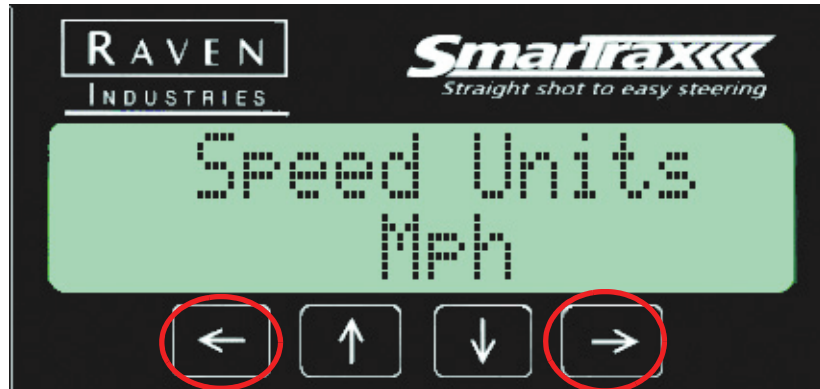 RAVEN
INDUSTRIES
SmarTrax
Straight shot to easy steering
Speed Units
Mph